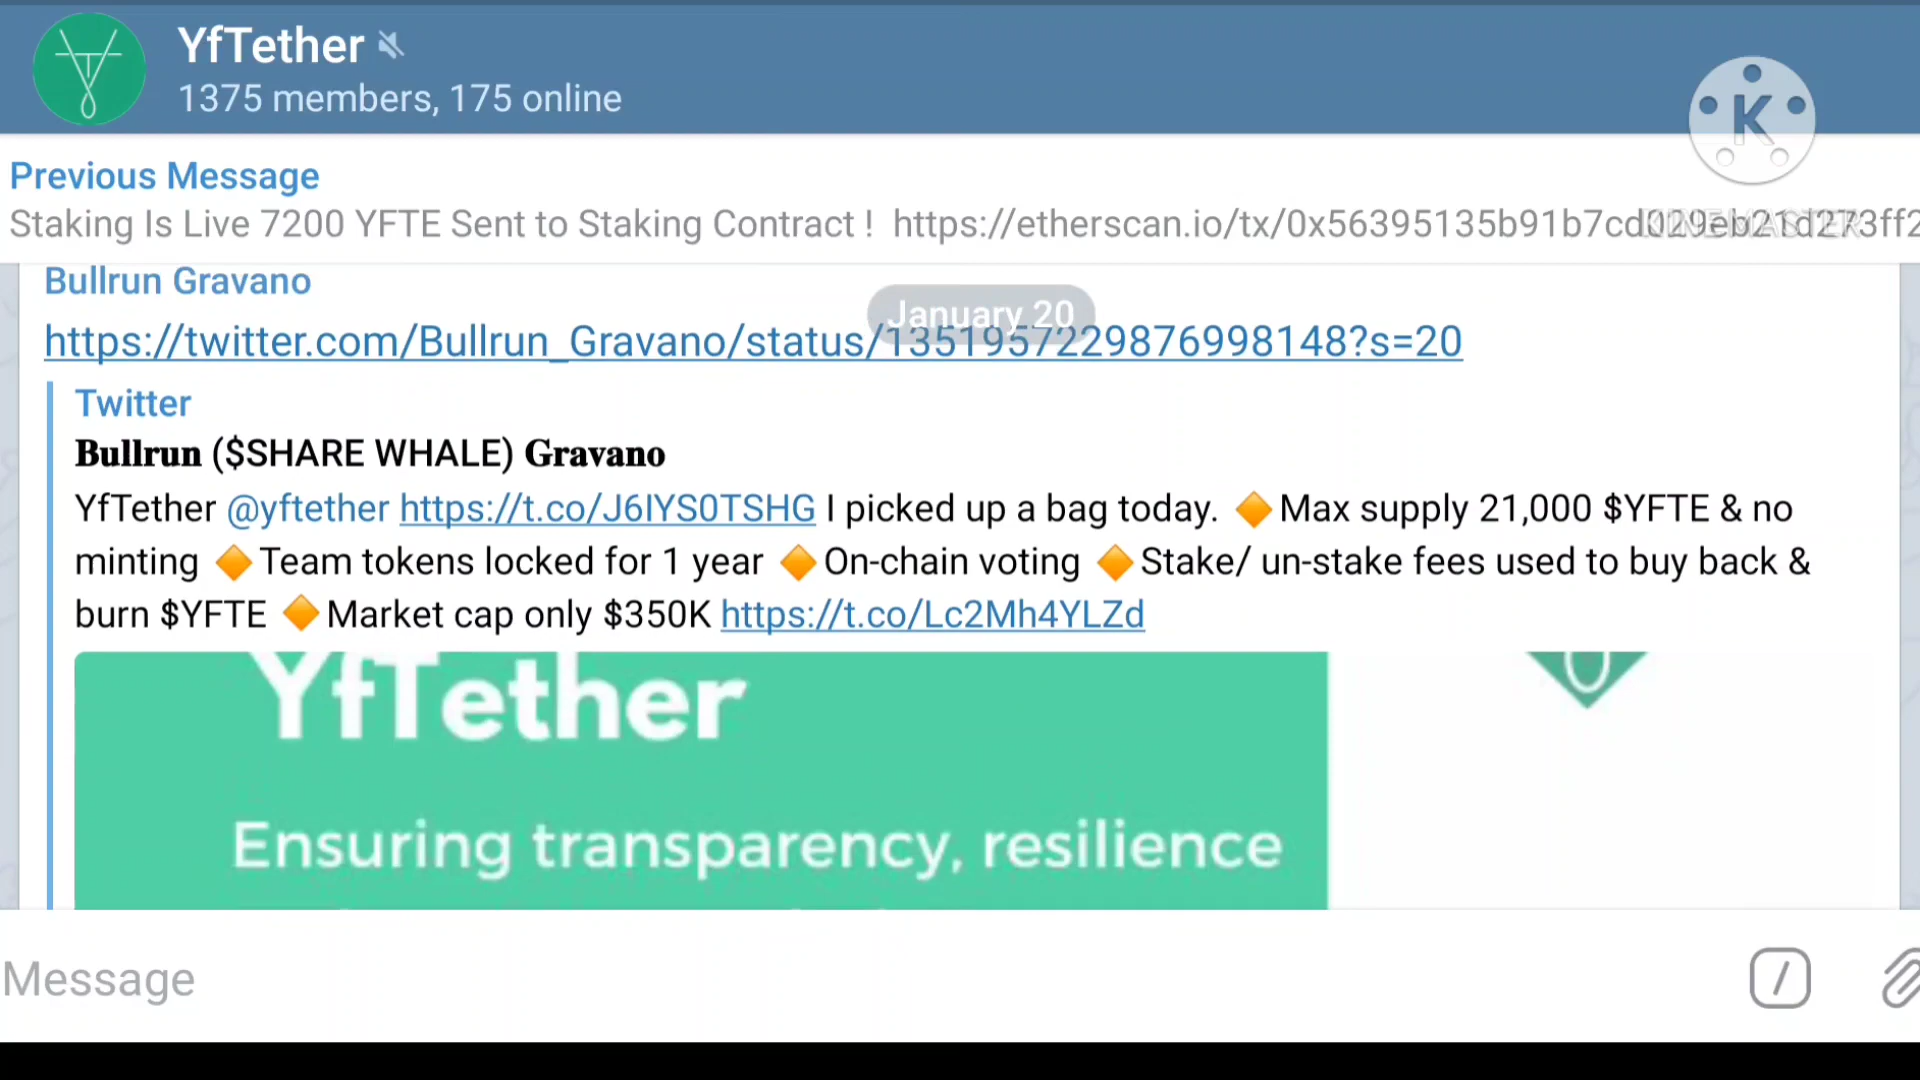 YfTether
1375 members, 175 online
K
Previous Message
Staking Is Live 7200 YFTE Sent to Staking Contract ! https://etherscan.io/tx/0x56395135b91b7cd029eb21d273ff2
KINEMASTER
Bullrun Gravano
January 20
https://twitter.com/Bullrun_Gravano/status/1351957229876998148?s=20
Twitter
Bullrun ($SHARE WHALE) Gravano
YfTether @yftether https://t.co/J6IYS0TSHG I picked up a bag today. 🔶Max supply 21,000 $YFTE & no
minting 🔶Team tokens locked for 1 year 🔶On-chain voting 🔶Stake/ un-stake fees used to buy back &
burn $YFTE 🔶Market cap only $350K https://t.co/Lc2Mh4YLZd
YfTether
Ensuring transparency, resilience
Message